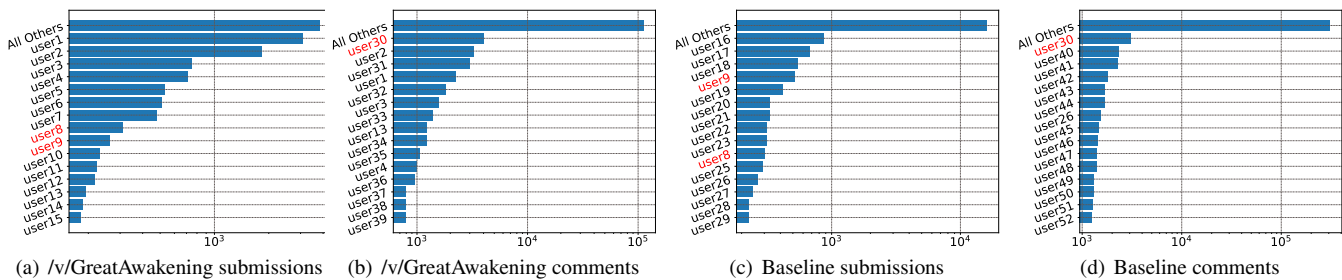 All Others
user1
user2
user3
user4
user5
user6
user7
user8
user9
user10
user11
user12
user13
user14
user15
10³
(a) /v/GreatAwakening submissions
All Others
user30
user2
user31
user1
user32
user3
user33
user13
user34
user35
user4
user36
user37
user38
user39
10³ 10⁴ 10⁵
(b) /v/GreatAwakening comments
All Others
user16
user17
user18
user9
user19
user20
user21
user22
user23
user8
user25
user26
user27
user28
user29
10³ 10⁴
(c) Baseline submissions
All Others
user30
user40
user41
user42
user43
user44
user26
user45
user46
user47
user48
user49
user50
user51
user52
10³ 10⁴ 10⁵
(d) Baseline comments